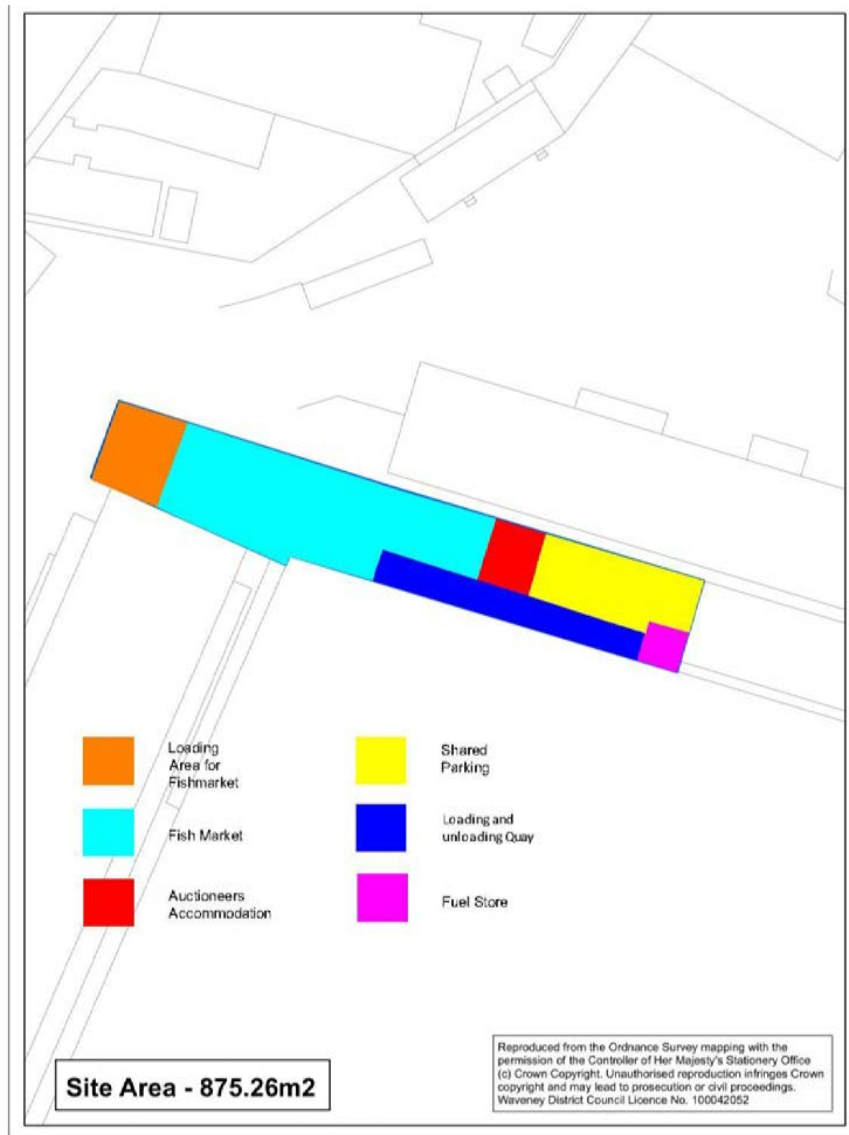 Loading
Area for
Fishmarket
Fish Market
Auctioneers
Accommodation
Shared
Parking
Loading and
unloading Quay
Fuel Store
Site Area - 875.26m2
Reproduced from the Ordnance Survey mapping with the
permission of the Controller of Her Majesty's Stationery Office
(c) Crown Copyright. Unauthorised reproduction infringes Crown
copyright and may lead to prosecution or civil proceedings.
Waveney District Council Licence No. 100042052